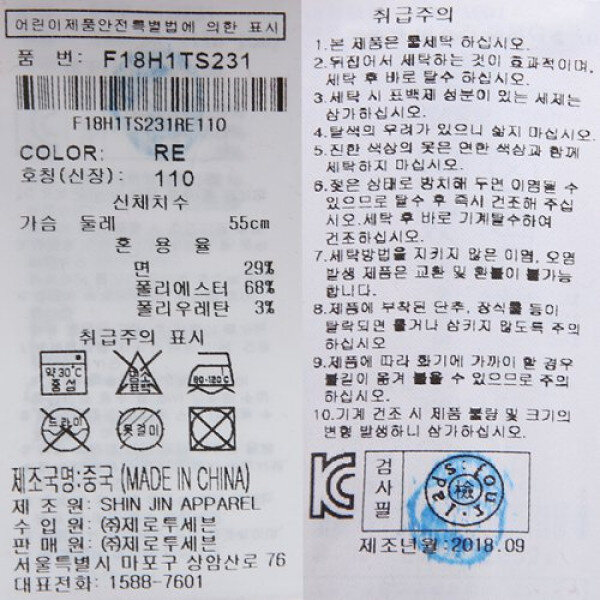 어린이제품안전특별법에 의한 표시
품 번: F18H1TS231
F18H1TS231RE110
COLOR: RE
호칭(신장): 110
신체치수
가슴 둘레 55cm
혼 용 율
면 29%
폴리에스터 68%
폴리우레탄 3%
취급주의 표시
약30℃
중성
염소
표백
80-120℃
드라이
옷걸이
제조국명:중국 (MADE IN CHINA)
제 조 원: SHIN JIN APPAREL
수 입 원: ㈜제로투세븐
판 매 원: ㈜제로투세븐
서울특별시 마포구 상암산로 76
대표전화: 1588-7601
취급주의
1.본 제품은 물세탁 하십시오.
2.뒤집어서 세탁하는 것이 효과적이며,
세탁 후 바로 탈수 하십시오.
3.세탁 시 표백제 성분이 있는 세제는
삼가하십시오.
4.탈색의 우려가 있으니 삶지 마십시오.
5.진한 색상의 옷은 연한 색상과 함께
세탁하지 마십시오.
6.젖은 상태로 방치해 두면 이염될 수
있으므로 탈수 후 즉시 건조해 주십
시오.세탁 후 바로 기계탈수하여
건조하십시오.
7.세탁방법을 지키지 않은 이염, 오염
발생 제품은 교환 및 환불이 불가능
합니다.
8.제품에 부착된 단추, 장식물 등이
탈락되면 물거나 삼키지 않도록 주의
하십시오
9.제품에 따라 화기에 가까이 할 경우
불길이 옮겨 붙을 수 있으므로 주의
하십시오.
10.기계 건조 시 제품 불량 및 크기의
변형 발생하니 삼가하십시오.
검
사
필
lads:four
檢
제조년월:2018.09